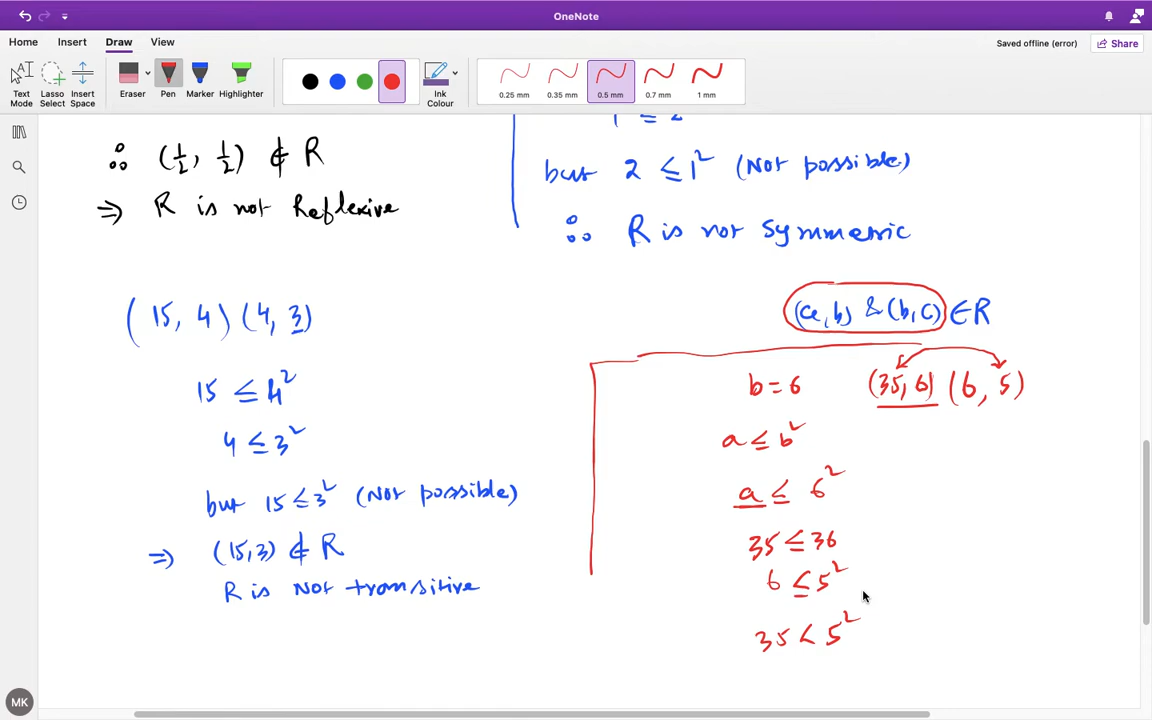 OneNote
Home Insert Draw View
Saved offline (error) Share
Text Mode
Lasso Select
Insert Space
Eraser
Pen
Marker
Highlighter
Ink Colour
0.25 mm 0.35 mm 0.5 mm 0.7 mm 1 mm
∴ (1/2, 1/2) ∉ R
⇒ R is not Reflexive
but 2 ≤ 1² (Not possible)
∴ R is not Symmetric
(15, 4) (4, 3)
15 ≤ 4²
4 ≤ 3²
but 15 ≤ 3² (Not possible)
⇒ (15,3) ∉ R
R is Not transitive
(a,b) & (b,c) ∈ R
b = 6 (35,6) (6, 5)
a ≤ b²
a ≤ 6²
35 ≤ 36
6 ≤ 5²
35 < 5²
MK